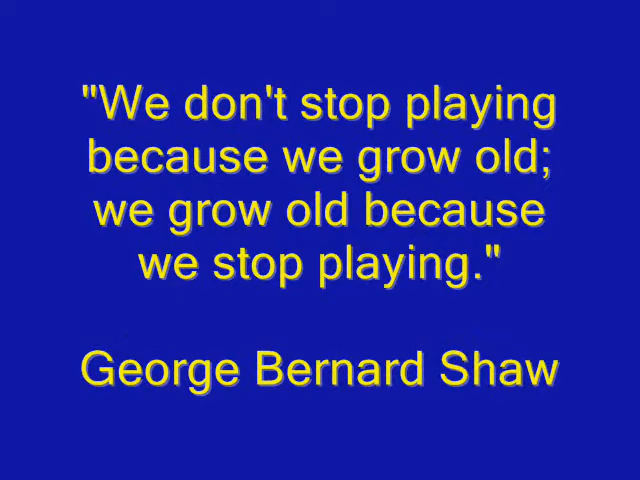 "We don't stop playing
because we grow old;
we grow old because
we stop playing."
George Bernard Shaw